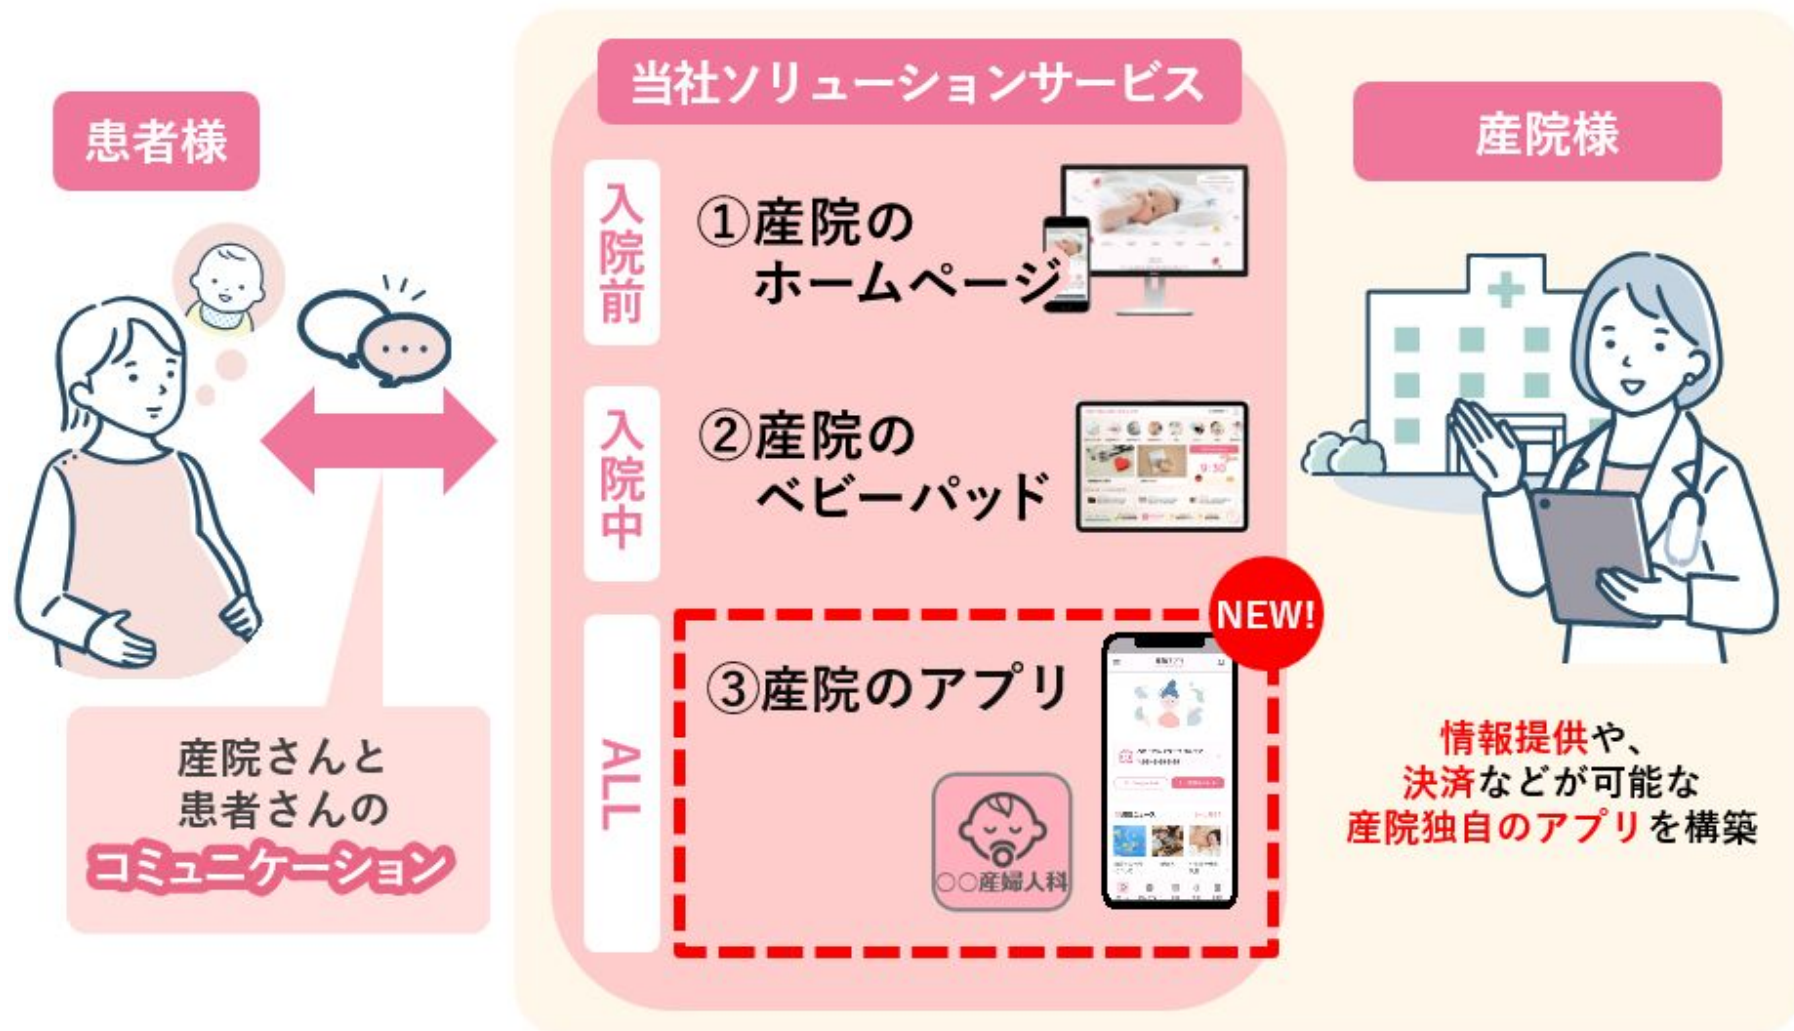 患者様
産院さんと
患者さんの
コミュニケーション
当社ソリューションサービス
入院前
①産院の
ホームページ
入院中
②産院の
ベビーパッド
9:30
ALL
NEW!
③産院のアプリ
○○産婦人科
産院様
情報提供や、
決済などが可能な
産院独自のアプリを構築